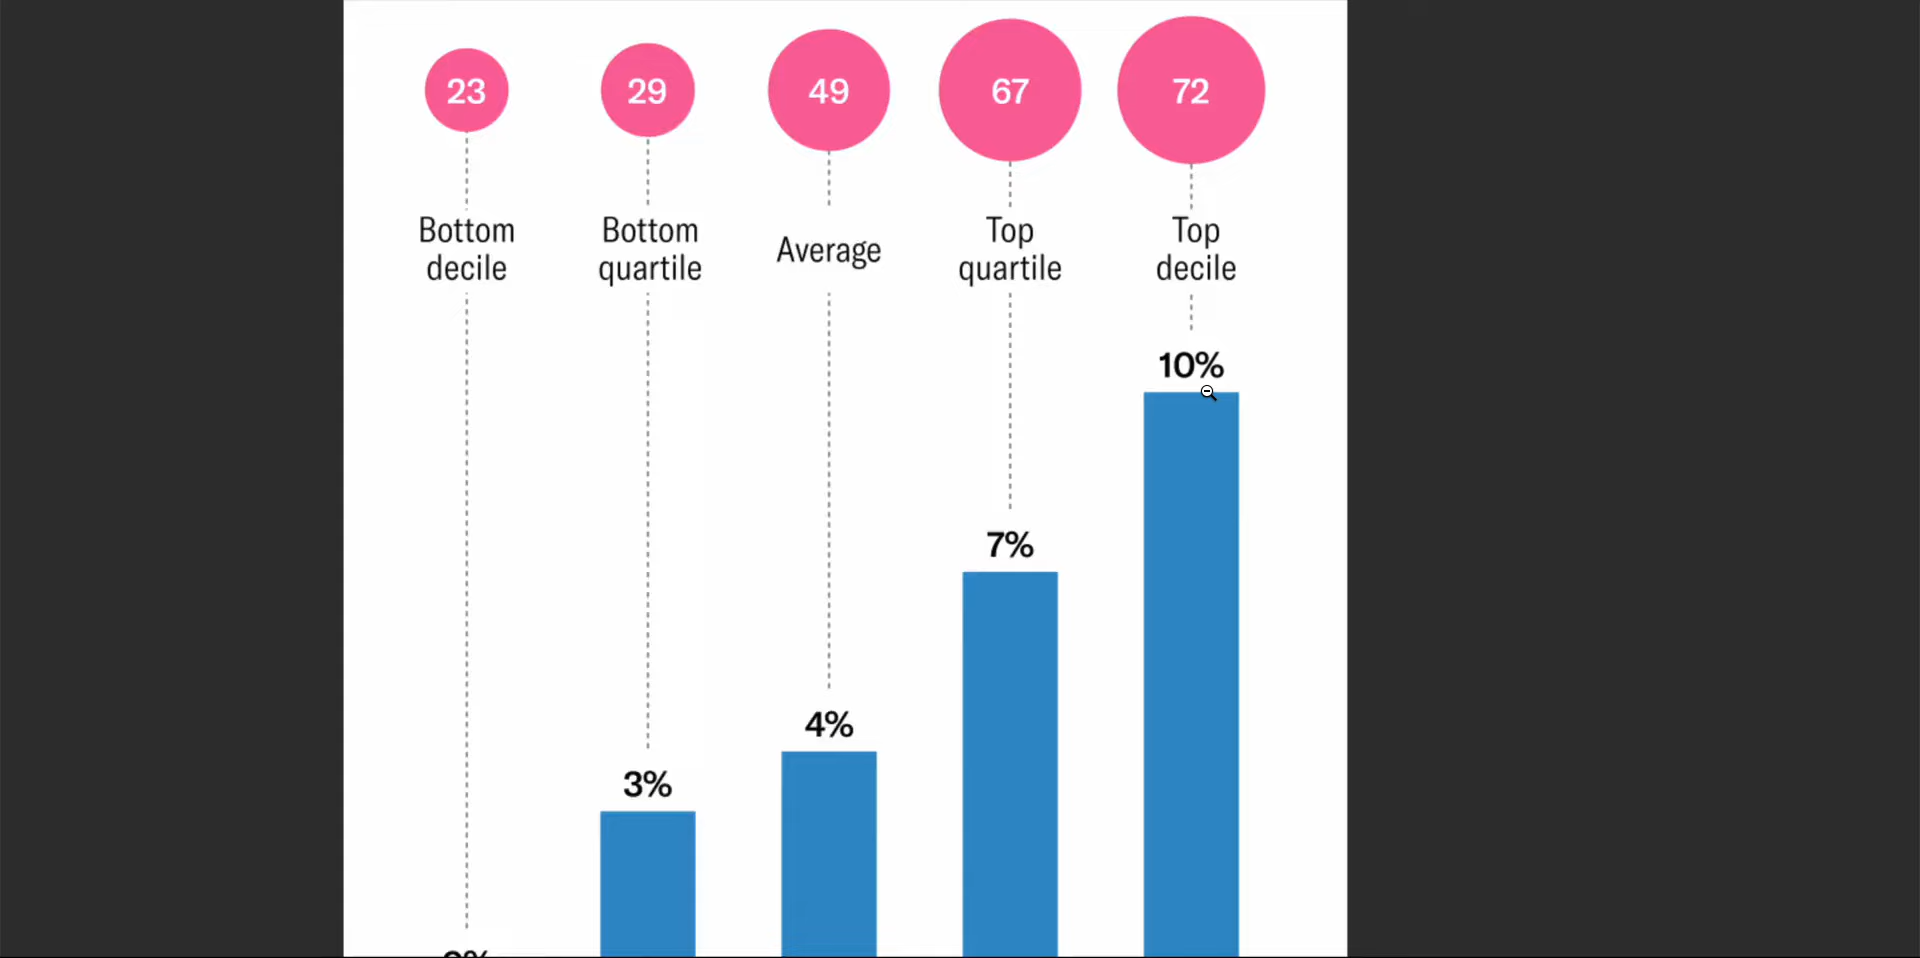 23
29
49
67
72
Bottom
decile
Bottom
quartile
Average
Top
quartile
Top
decile
10%
7%
4%
3%